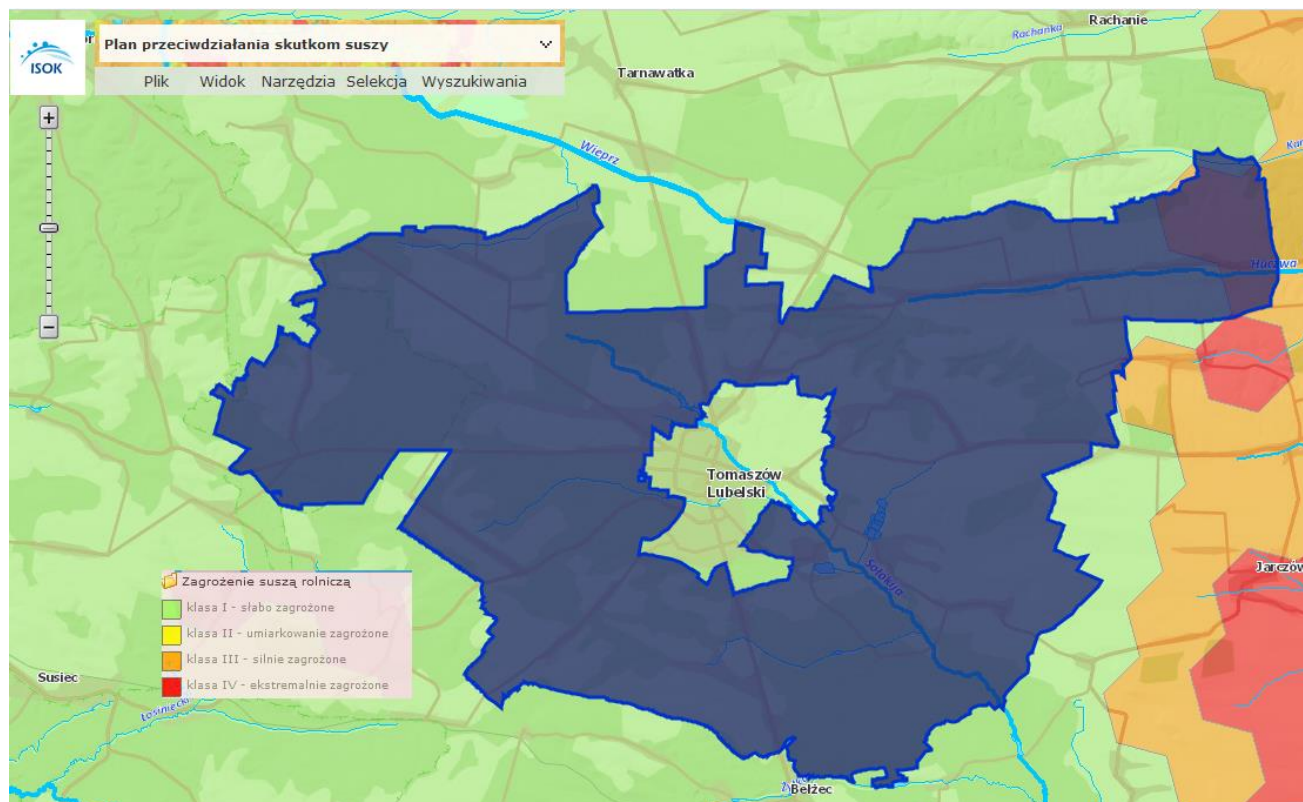 ISOK
Plan przeciwdziałania skutkom suszy
Plik Widok Narzędzia Selekcja Wyszukiwania
Rachanie
Rachanka
Tarnawatka
Wieprz
Huczwa
Tomaszów
Lubelski
Sołokija
Jarczów
Zagrożenie suszą rolniczą
klasa I - słabo zagrożone
klasa II - umiarkowanie zagrożone
klasa III - silnie zagrożone
klasa IV - ekstremalnie zagrożone
Susiec
Łosiniecki
Bełżec